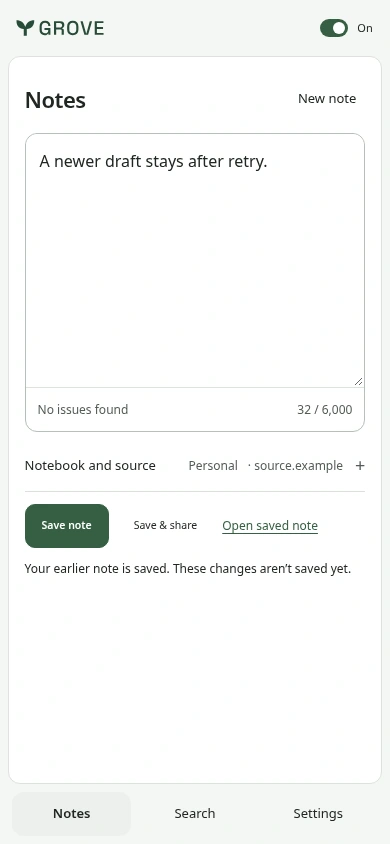 GROVE
On
Notes
New note
A newer draft stays after retry.
No issues found
32 / 6,000
Notebook and source
Personal · source.example +
Save note
Save & share
Open saved note
Your earlier note is saved. These changes aren’t saved yet.
Notes
Search
Settings